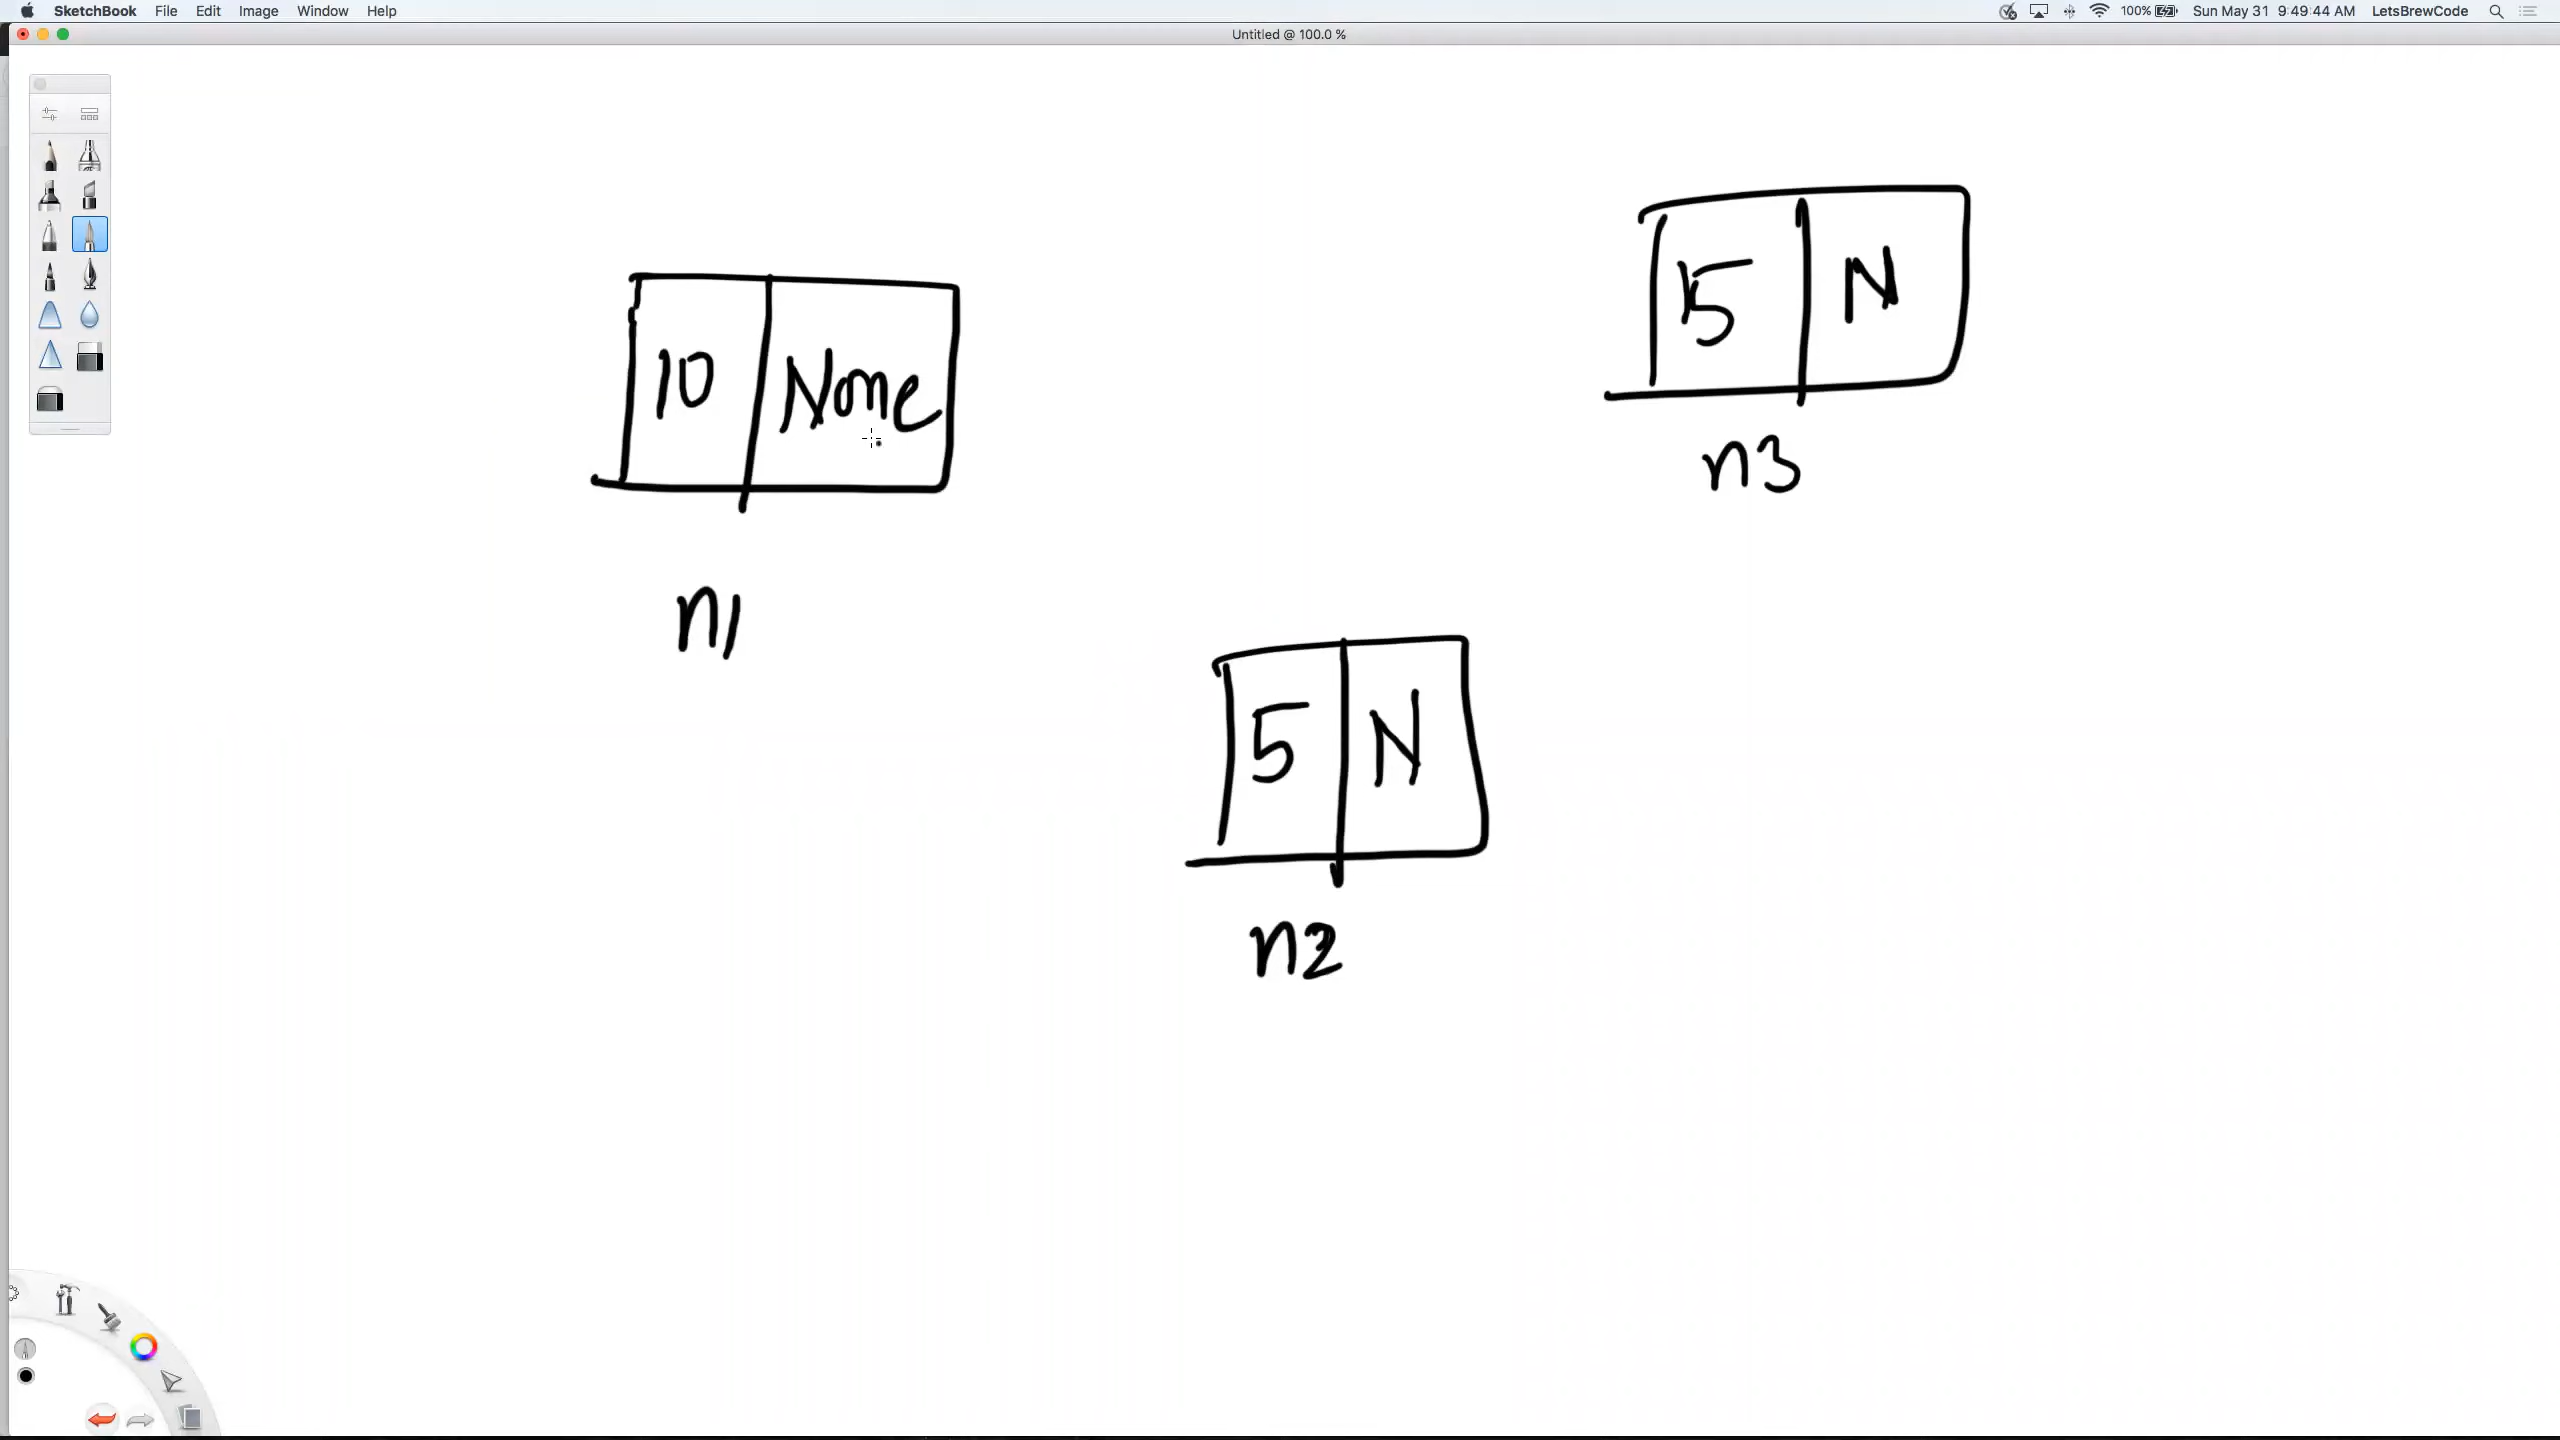 SketchBook File Edit Image Window Help 100% Sun May 31 9:49:44 AM LetsBrewCode
Untitled @ 100.0 %
10 None
n1
15 N
n3
5 N
n2